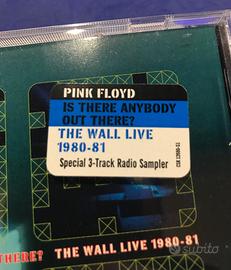 PINK FLOYD
IS THERE ANYBODY
OUT THERE?
THE WALL LIVE
1980-81
Special 3-Track Radio Sampler
THERE? THE WALL LIVE 1980-81
subito